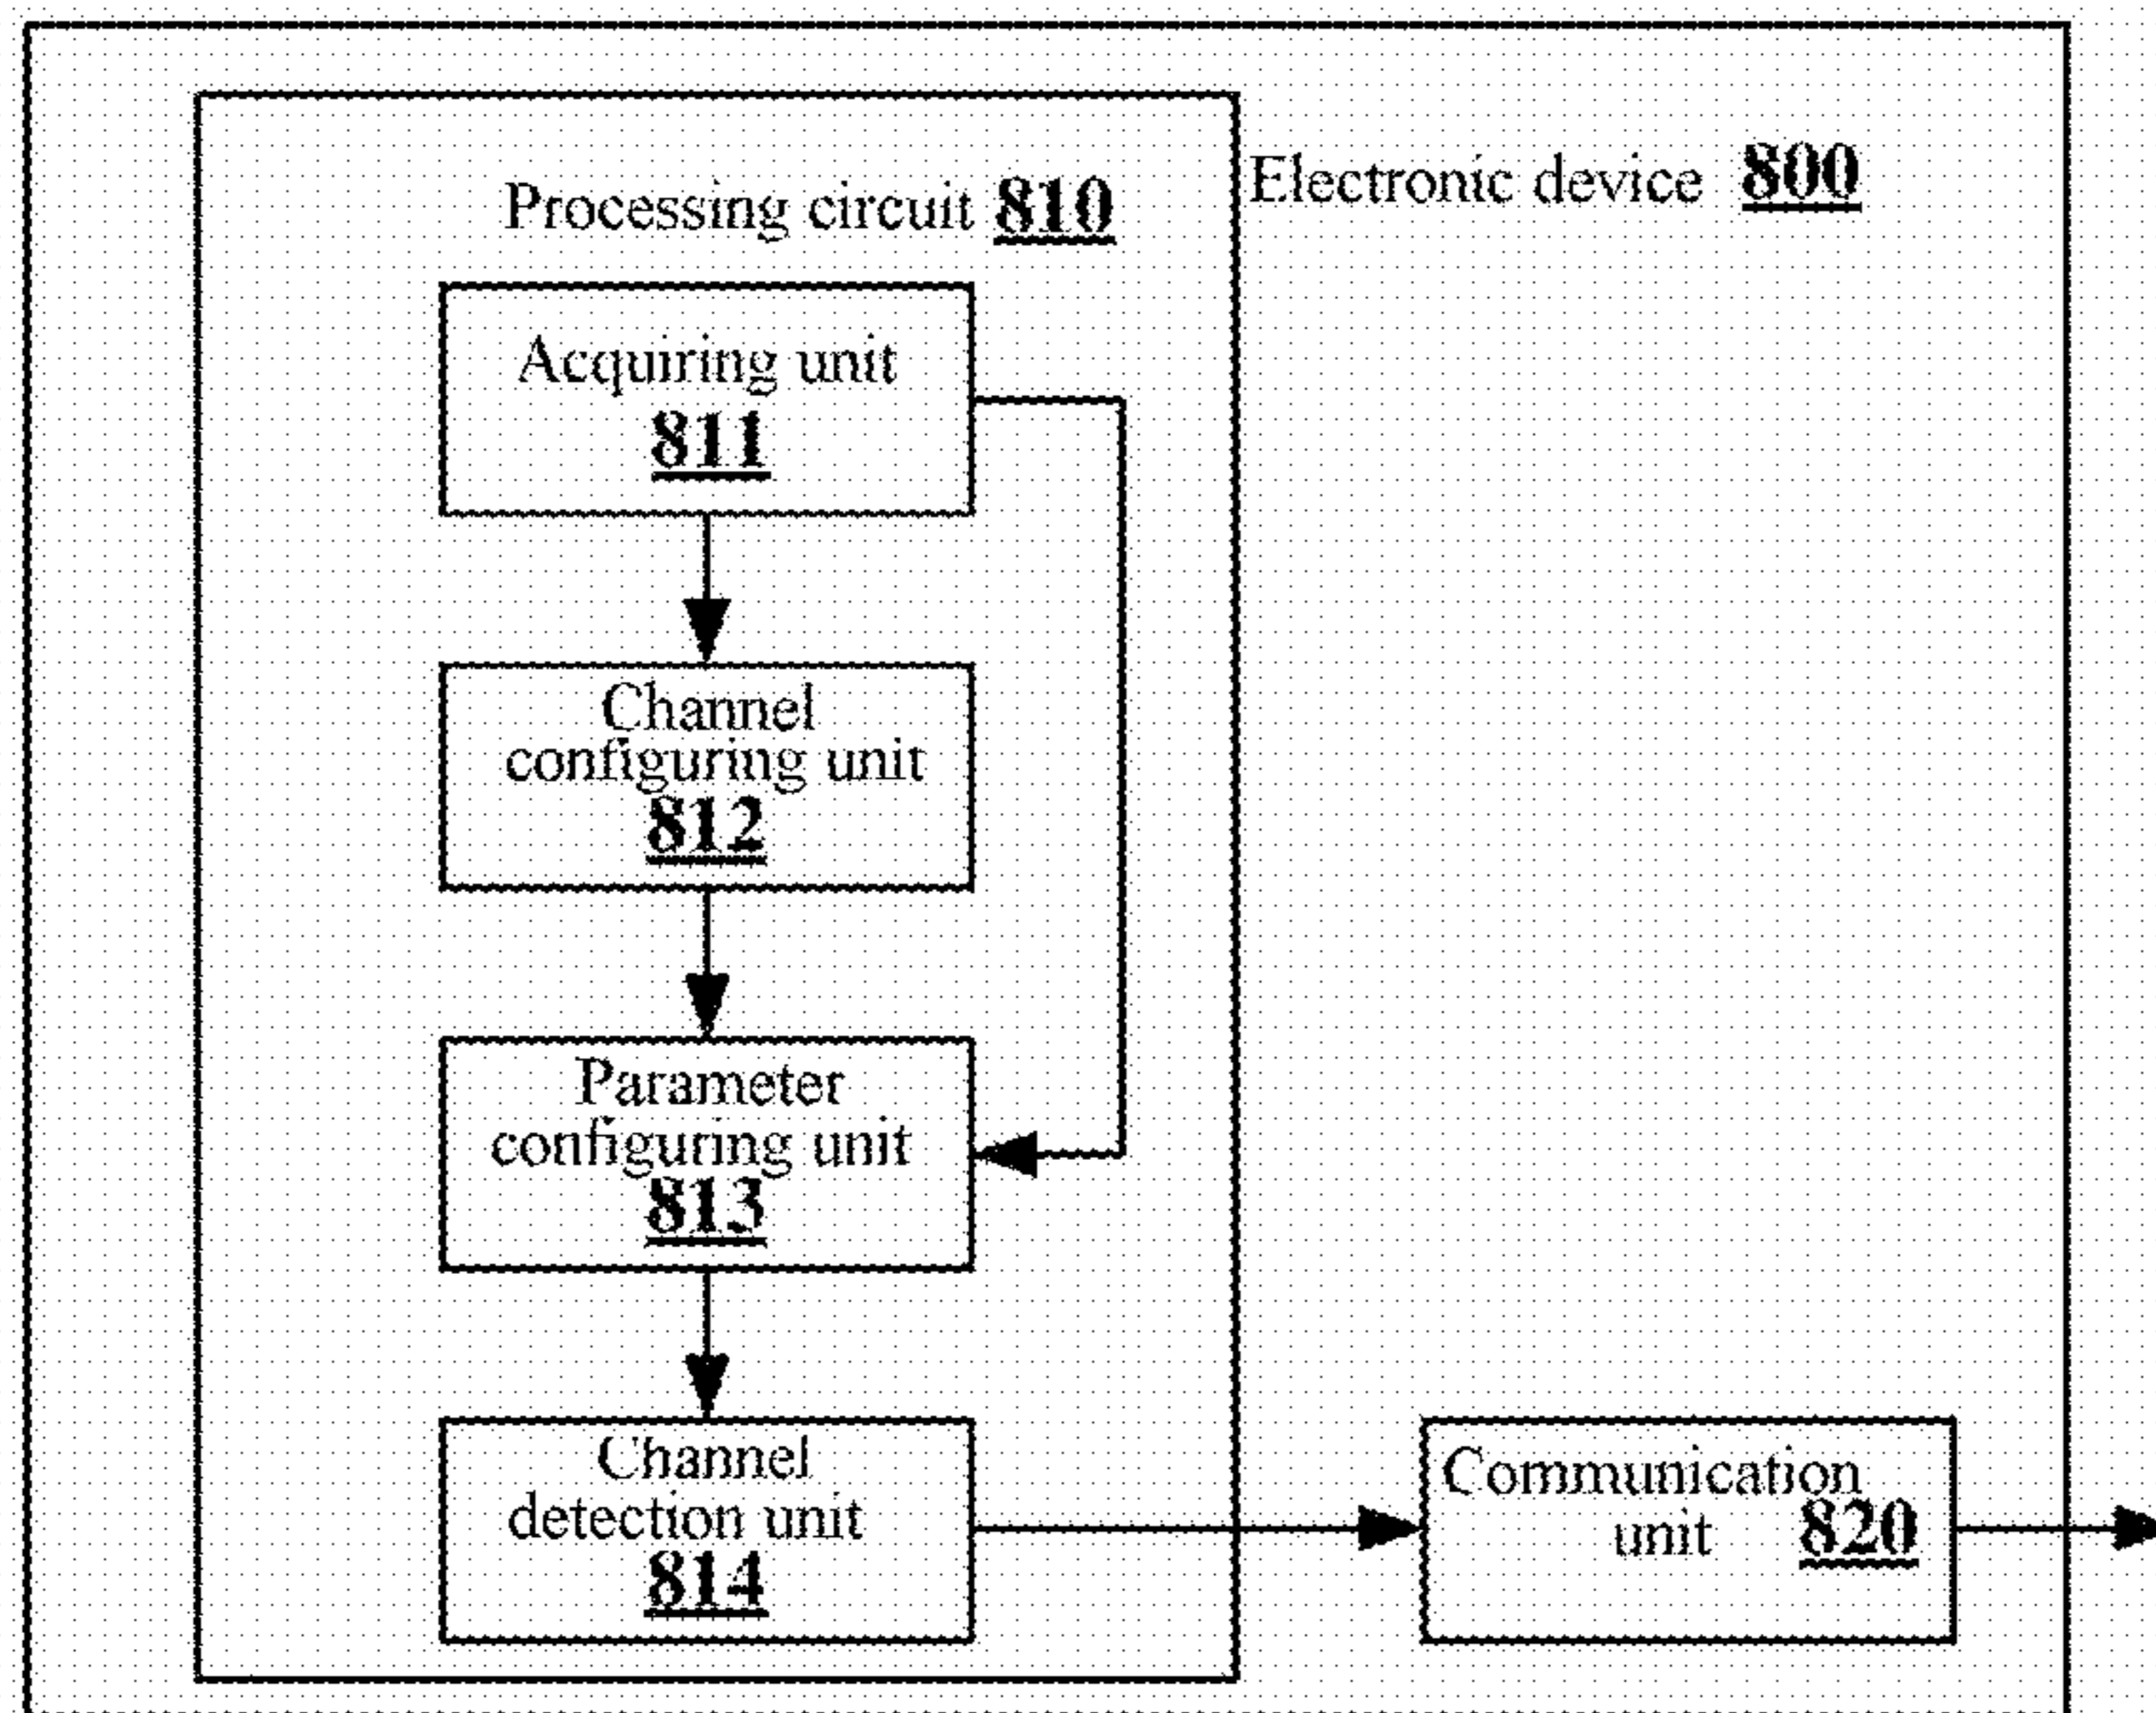 Electronic device 800
Processing circuit 810
Acquiring unit
811
Channel
configuring unit
812
Parameter
configuring unit
813
Channel
detection unit
814
Communication
unit 820